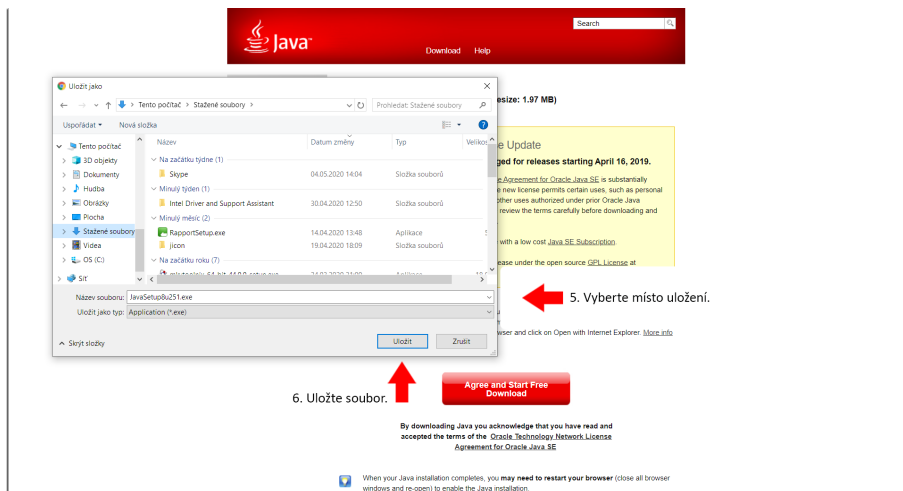 Search
Java
Download Help
Uložit jako
esize: 1.97 MB)
Tento počítač > Stažené soubory >
Prohledat: Stažené soubory
Uspořádat Nová složka
Název Datum změny Typ Velikos
Tento počítač
3D objekty
Dokumenty
Hudba
Obrázky
Plocha
Stažené soubory
Videa
OS (C:)
Síť
Na začátku týdne (1)
Skype 04.05.2020 14:04 Složka souborů
Minulý týden (1)
Intel Driver and Support Assistant 30.04.2020 12:50 Složka souborů
Minulý měsíc (2)
RapportSetup.exe 14.04.2020 13:48 Aplikace
jicon 19.04.2020 18:09 Složka souborů
Na začátku roku (7)
Název souboru: JavaSetup8u251.exe
Uložit jako typ: Application (*.exe)
Skrýt složky
Uložit Zrušit
e Update
ged for releases starting April 16, 2019.
e Agreement for Oracle Java SE is substantially
e new license permits certain uses, such as personal
other uses authorized under prior Oracle Java
review the terms carefully before downloading and
with a low cost Java SE Subscription.
ease under the open source GPL License at
5. Vyberte místo uložení.
wser and click on Open with Internet Explorer. More info
6. Uložte soubor.
Agree and Start Free
Download
By downloading Java you acknowledge that you have read and
accepted the terms of the Oracle Technology Network License
Agreement for Oracle Java SE
When your Java installation completes, you may need to restart your browser (close all browser
windows and re-open) to enable the Java installation.